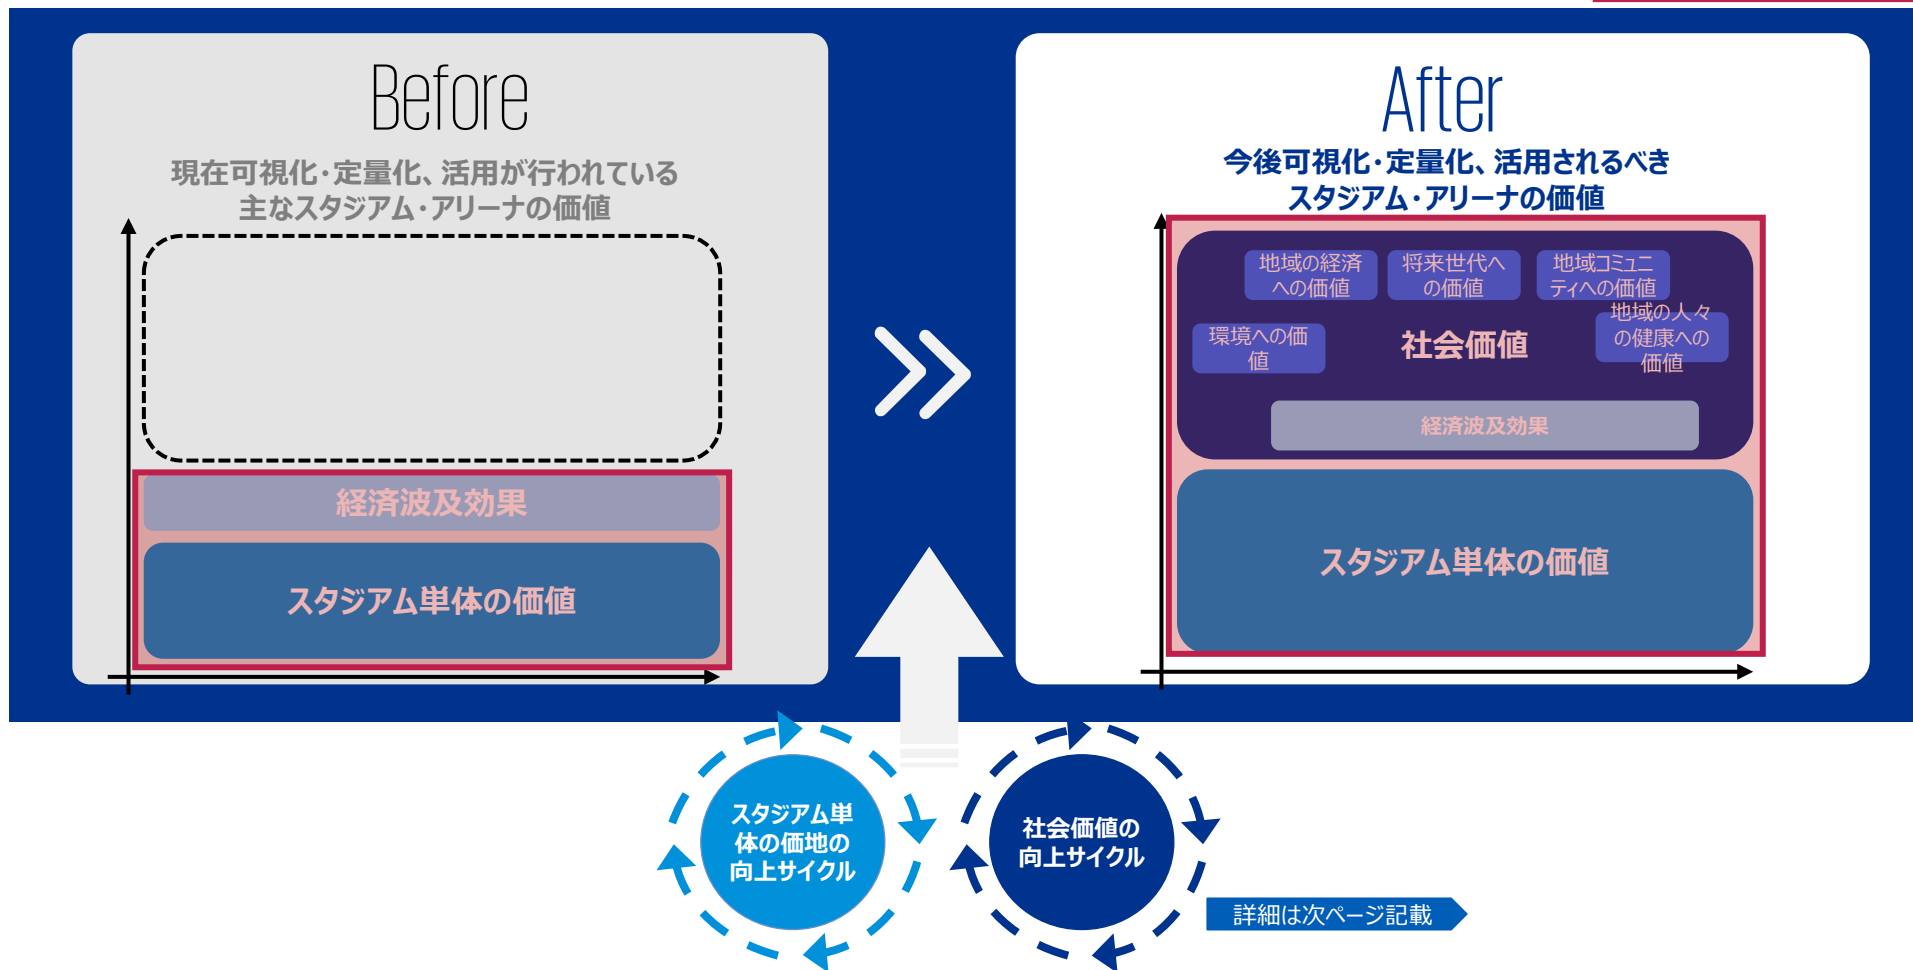 Before
現在可視化・定量化、活用が行われている
主なスタジアム・アリーナの価値
経済波及効果
スタジアム単体の価値
After
今後可視化・定量化、活用されるべき
スタジアム・アリーナの価値
地域の経済
への価値
将来世代へ
の価値
地域コミュニ
ティへの価値
環境への価
値
社会価値
地域の人々
の健康への
価値
経済波及効果
スタジアム単体の価値
スタジアム単
体の価地の
向上サイクル
社会価値の
向上サイクル
詳細は次ページ記載